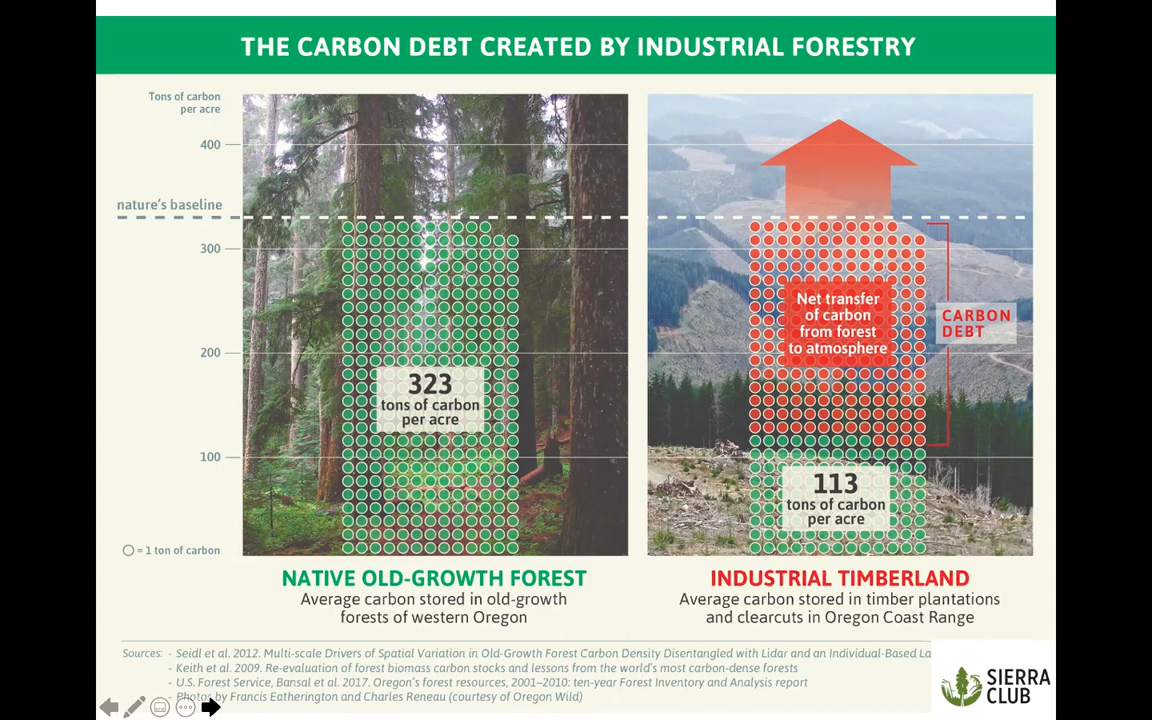 THE CARBON DEBT CREATED BY INDUSTRIAL FORESTRY
Tons of carbon
per acre
400
nature's baseline
300
200
100
= 1 ton of carbon
323
tons of carbon
per acre
Net transfer
of carbon
from forest
to atmosphere
CARBON
DEBT
113
tons of carbon
per acre
NATIVE OLD-GROWTH FOREST
Average carbon stored in old-growth
forests of western Oregon
INDUSTRIAL TIMBERLAND
Average carbon stored in timber plantations
and clearcuts in Oregon Coast Range
Sources: - Seidl et al. 2012. Multi-scale Drivers of Spatial Variation in Old-Growth Forest Carbon Density Disentangled with Lidar and an Individual-Based La
- Keith et al. 2009. Re-evaluation of forest biomass carbon stocks and lessons from the world's most carbon-dense forests
- U.S. Forest Service, Bansal et al. 2017. Oregon's forest resources, 2001–2010: ten-year Forest Inventory and Analysis report
- Photos by Francis Eatherington and Charles Reneau (courtesy of Oregon Wild)
SIERRA
CLUB